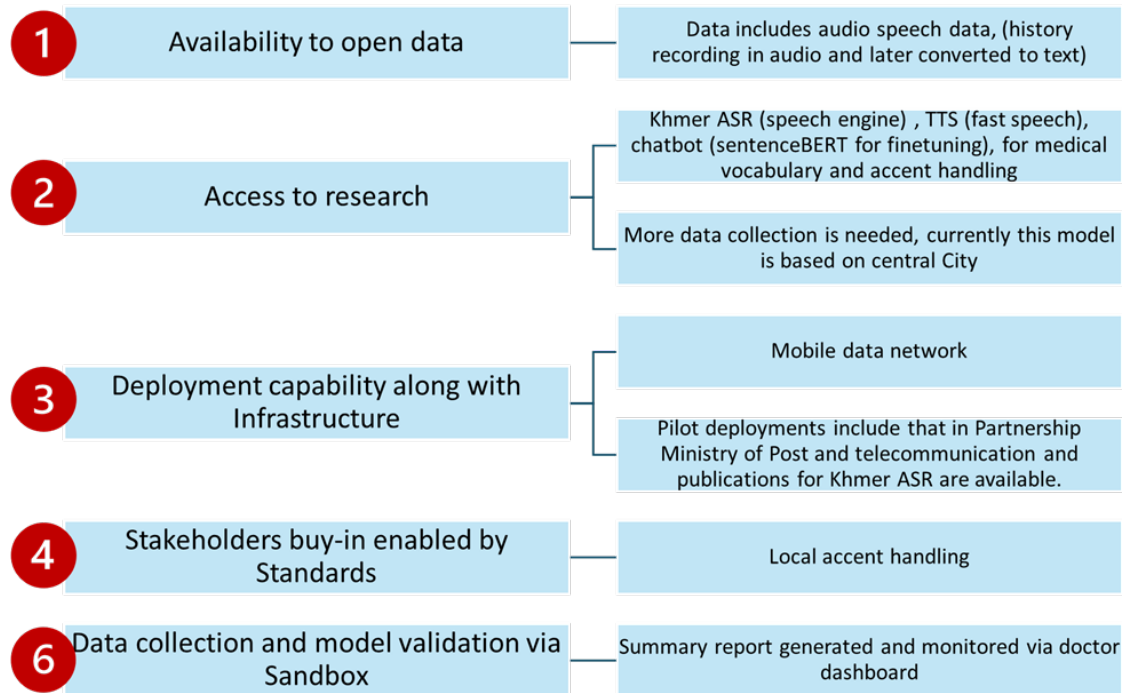 1
Availability to open data
Data includes audio speech data, (history
recording in audio and later converted to text)
2
Access to research
Khmer ASR (speech engine) , TTS (fast speech),
chatbot (sentenceBERT for finetuning), for medical
vocabulary and accent handling
More data collection is needed, currently this model
is based on central City
3
Deployment capability along with
Infrastructure
Mobile data network
Pilot deployments include that in Partnership
Ministry of Post and telecommunication and
publications for Khmer ASR are available.
4
Stakeholders buy-in enabled by
Standards
Local accent handling
6
Data collection and model validation via
Sandbox
Summary report generated and monitored via doctor
dashboard